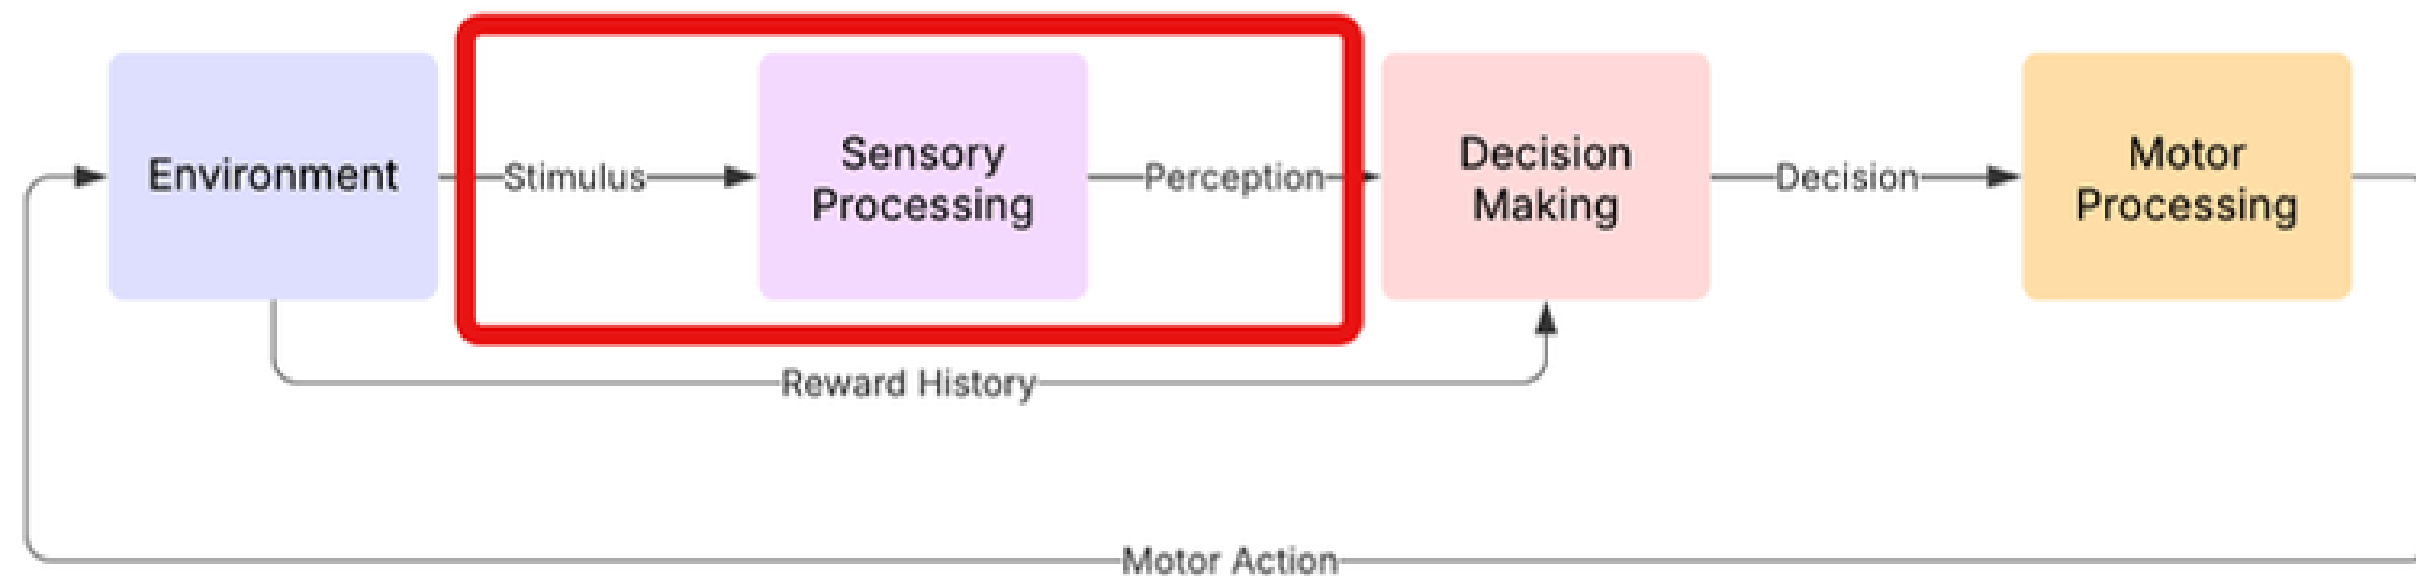 Environment
Stimulus
Sensory
Processing
Perception
Decision
Making
Decision
Motor
Processing
Reward History
Motor Action